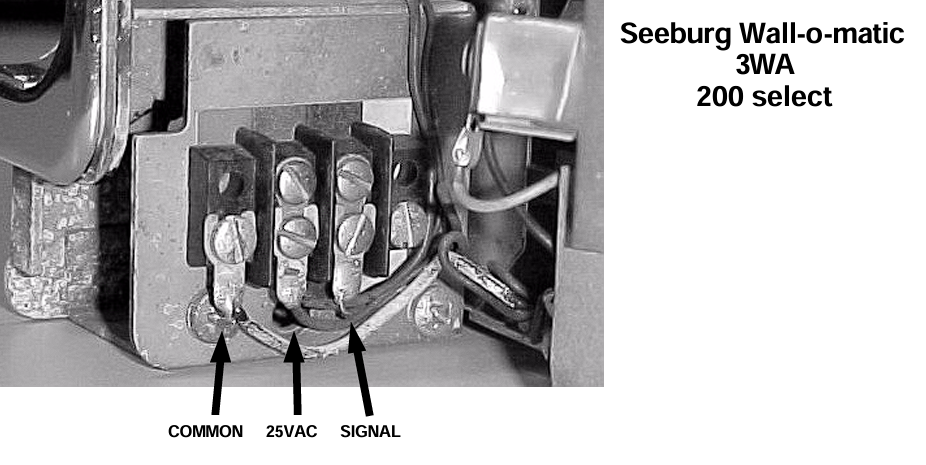 Seeburg Wall-o-matic
3WA
200 select
COMMON 25VAC SIGNAL